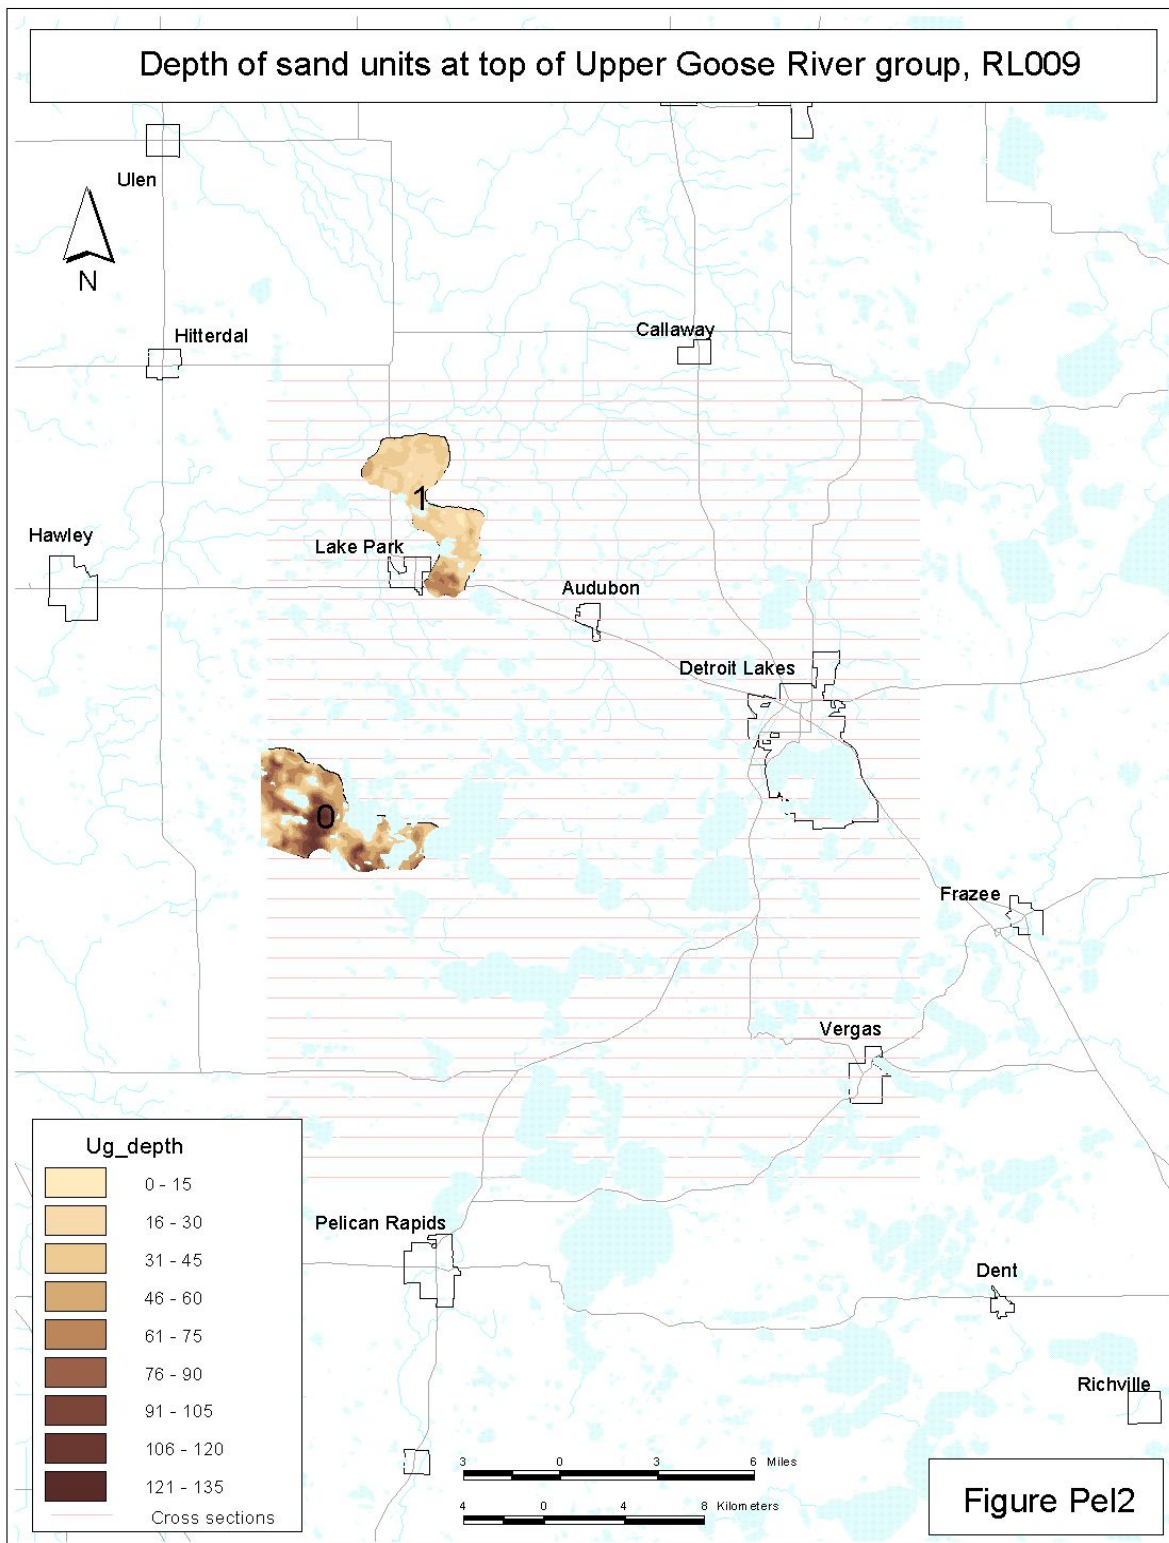 Depth of sand units at top of Upper Goose River group, RL009
Ulen
N
Hitterdal
Callaway
1
Hawley
Lake Park
Audubon
Detroit Lakes
0
Frazee
Vergas
Ug_depth
0 - 15
16 - 30
31 - 45
46 - 60
61 - 75
76 - 90
91 - 105
106 - 120
121 - 135
Cross sections
Pelican Rapids
Dent
Richville
3 0 3 6 Miles
4 0 4 8 Kilometers
Figure Pel2